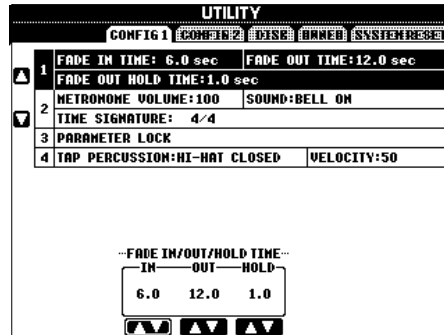 UTILITY
CONFIG 1 CONFIG 2 DISK OWNER SYSTEM RESET
1 FADE IN TIME: 6.0 sec FADE OUT TIME:12.0 sec
FADE OUT HOLD TIME:1.0 sec
2 METRONOME VOLUME:100 SOUND:BELL ON
TIME SIGNATURE: 4/4
3 PARAMETER LOCK
4 TAP PERCUSSION:HI-HAT CLOSED VELOCITY:50
FADE IN/OUT/HOLD TIME
IN OUT HOLD
6.0 12.0 1.0